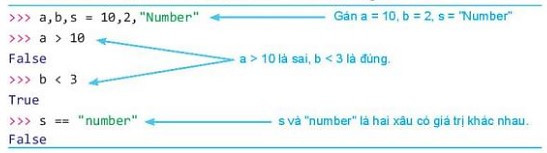 >>> a,b,s = 10,2,"Number" Gán a = 10, b = 2, s = "Number"
>>> a > 10
False a > 10 là sai, b < 3 là đúng.
>>> b < 3
True
>>> s == "number" s và "number" là hai xâu có giá trị khác nhau.
False